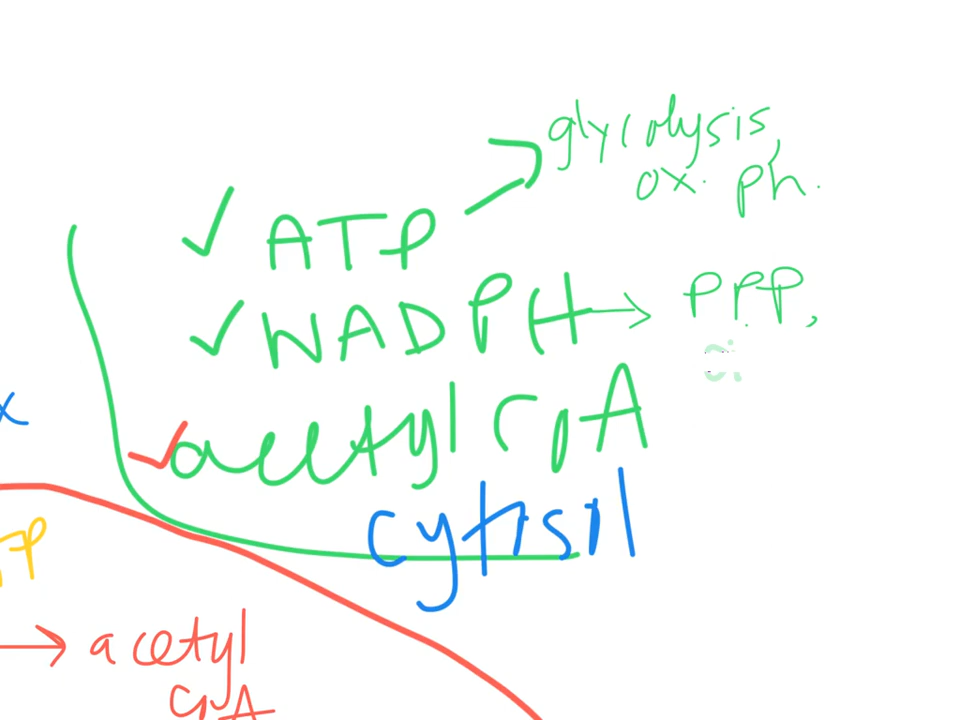 glycolysis,
ox. ph.
✓ ATP
✓ NADPH → PPP,
✓ acetyl CoA
cytosol
x
TP
→ acetyl
CoA